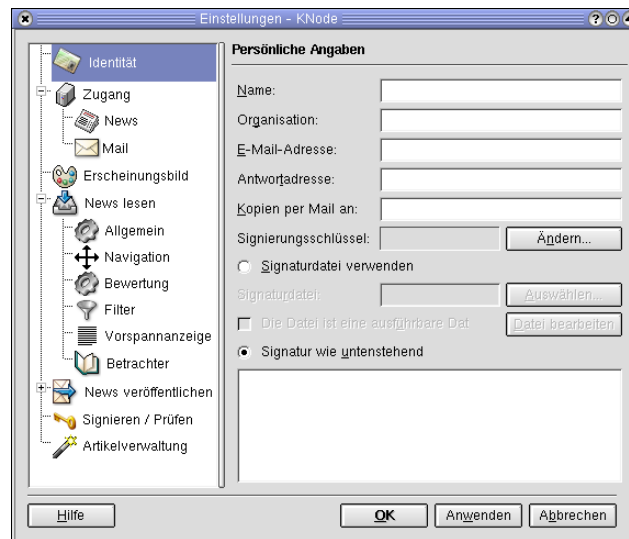 Einstellungen - KNode
Identität
Zugang
News
Mail
Erscheinungsbild
News lesen
Allgemein
Navigation
Bewertung
Filter
Vorspannanzeige
Betrachter
News veröffentlichen
Signieren / Prüfen
Artikelverwaltung
Persönliche Angaben
Name:
Organisation:
E-Mail-Adresse:
Antwortadresse:
Kopien per Mail an:
Signierungsschlüssel:
Ändern...
Signaturdatei verwenden
Signaturdatei:
Auswählen...
Die Datei ist eine ausführbare Dat
Datei bearbeiten
Signatur wie untenstehend
Hilfe
OK
Anwenden
Abbrechen